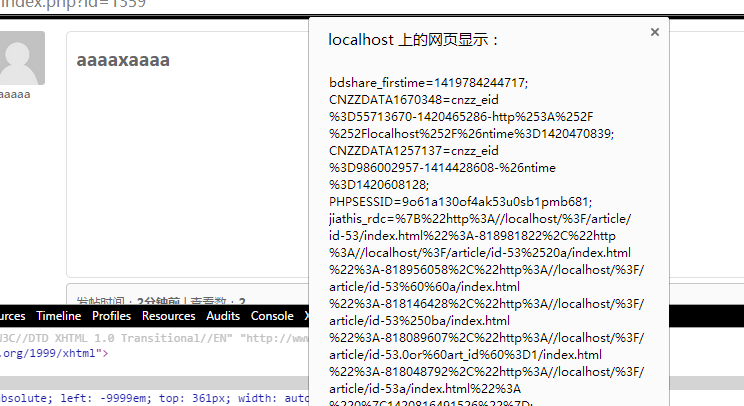 index.php?id=1359
localhost 上的网页显示：
×
aaaaxaaaa
aaaaa
bdshare_firstime=1419784244717;
CNZZDATA1670348=cnzz_eid
%3D55713670-1420465286-http%253A%252F
%252Flocalhost%252F%26ntime%3D1420470839;
CNZZDATA1257137=cnzz_eid
%3D986002957-1414428608-%26ntime
%3D1420608128;
PHPSESSID=9o61a130of4ak53u0sb1pmb681;
jiathis_rdc=%7B%22http%3A//localhost/%3F/article/
id-53/index.html%22%3A-818981822%2C%22http
%3A//localhost/%3F/article/id-53%2520a/index.html
%22%3A-818956058%2C%22http%3A//localhost/%3F/
article/id-53%60%60a/index.html
%22%3A-818146428%2C%22http%3A//localhost/%3F/
article/id-53%250ba/index.html
%22%3A-818089607%2C%22http%3A//localhost/%3F/
article/id-53.0or%60art_id%60%3D1/index.html
%22%3A-818048792%2C%22http%3A//localhost/%3F/
article/id-53a/index.html%22%3A
%220%7C1420816491526%22%7D;
发帖时间：2分钟前 | 查看数：2
urces Timeline Profiles Resources Audits Console
W3C//DTD XHTML 1.0 Transitional//EN" "http://www
.org/1999/xhtml">
absolute; left: -9999em; top: 361px; width: auto